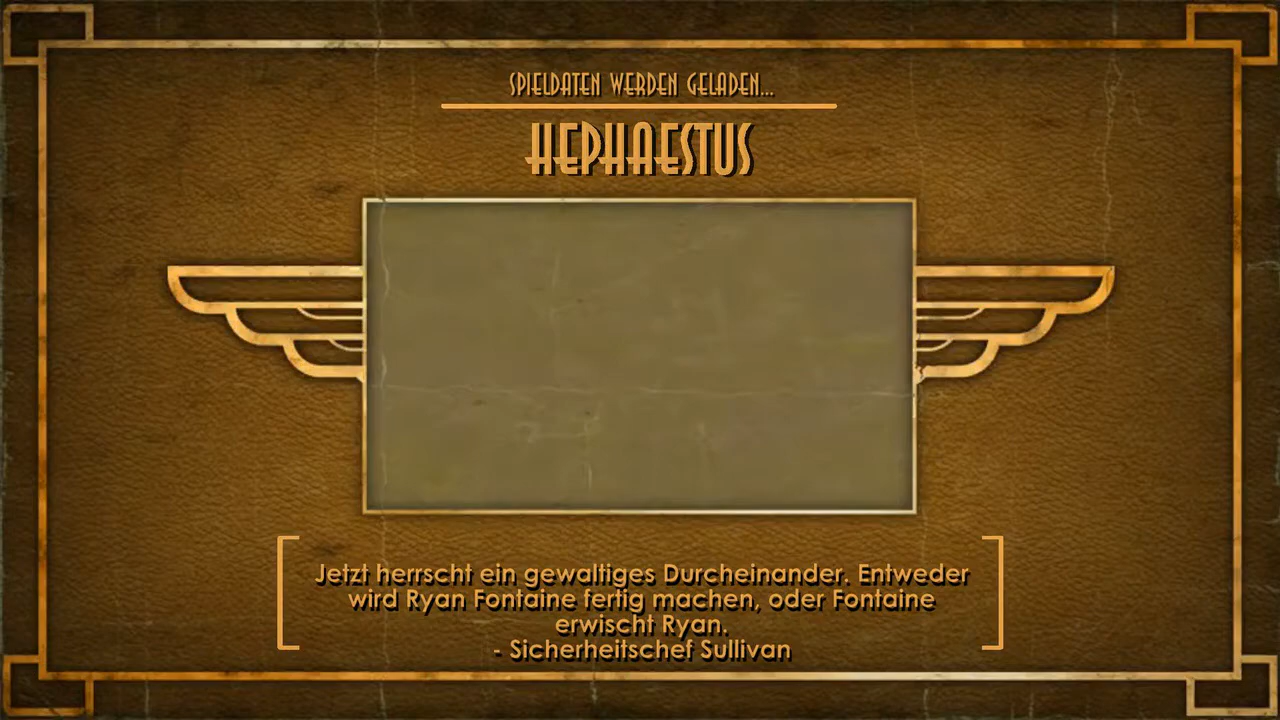 SPIELDATEN WERDEN GELADEN...
HEPHAESTUS
Jetzt herrscht ein gewaltiges Durcheinander. Entweder
wird Ryan Fontaine fertig machen, oder Fontaine
erwischt Ryan.
- Sicherheitschef Sullivan